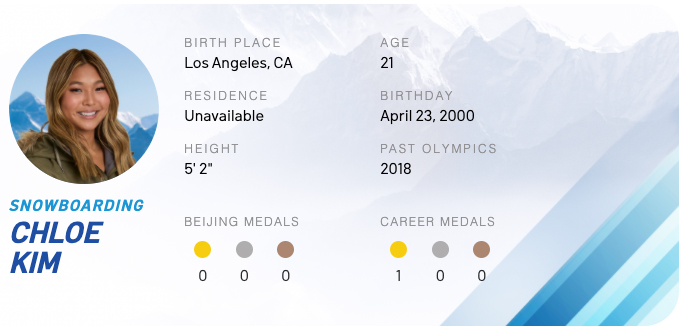 BIRTH PLACE
Los Angeles, CA
AGE
21
RESIDENCE
Unavailable
BIRTHDAY
April 23, 2000
HEIGHT
5' 2"
PAST OLYMPICS
2018
SNOWBOARDING
CHLOE
KIM
BEIJING MEDALS
0 0 0
CAREER MEDALS
1 0 0